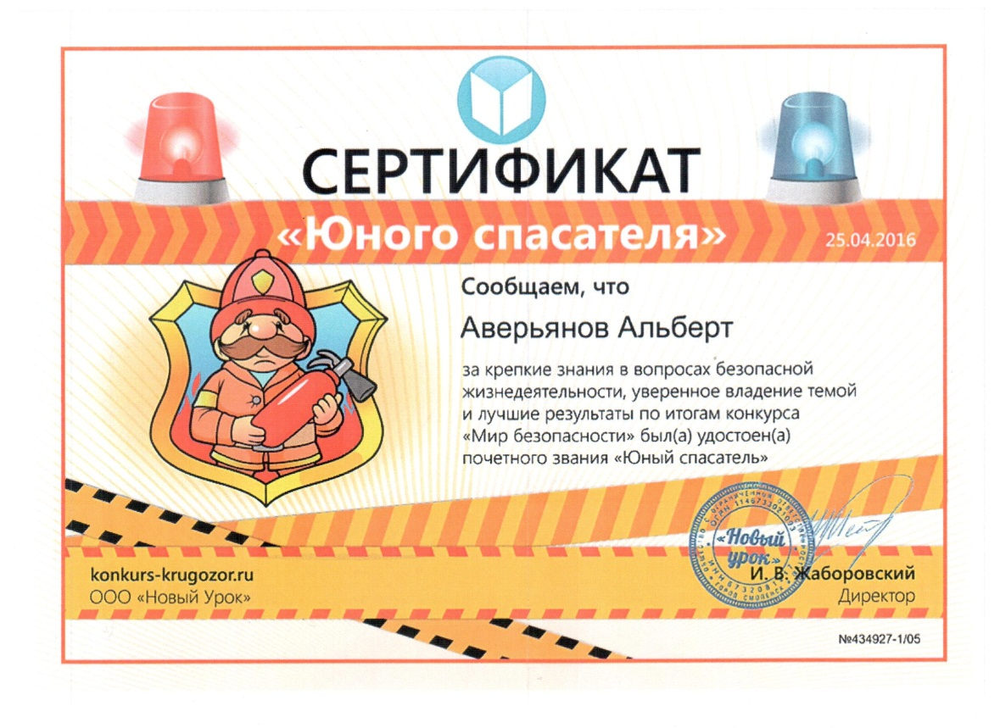 СЕРТИФИКАТ
«Юного спасателя»
25.04.2016
Сообщаем, что
Аверьянов Альберт
за крепкие знания в вопросах безопасной
жизнедеятельности, уверенное владение темой
и лучшие результаты по итогам конкурса
«Мир безопасности» был(а) удостоен(а)
почетного звания «Юный спасатель»
«Новый
урок»
ГОРОД СМОЛЕНСК
konkurs-krugozor.ru
ООО «Новый Урок»
И. В. Жаборовский
Директор
№434927-1/05